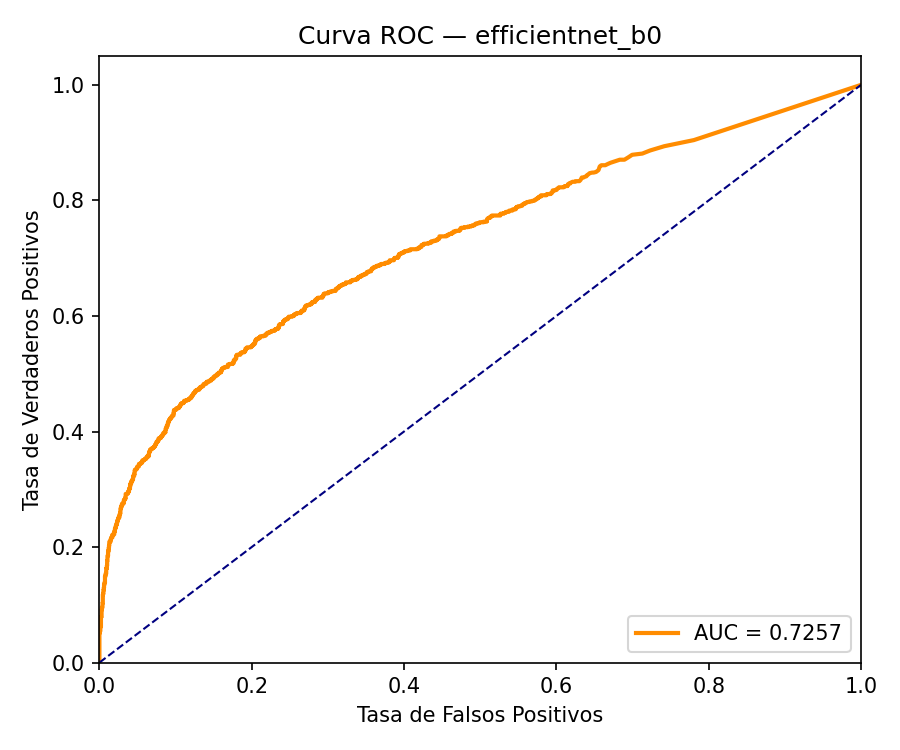 Curva ROC — efficientnet_b0
Tasa de Verdaderos Positivos
1.0
0.8
0.6
0.4
0.2
0.0
AUC = 0.7257
0.0 0.2 0.4 0.6 0.8 1.0
Tasa de Falsos Positivos